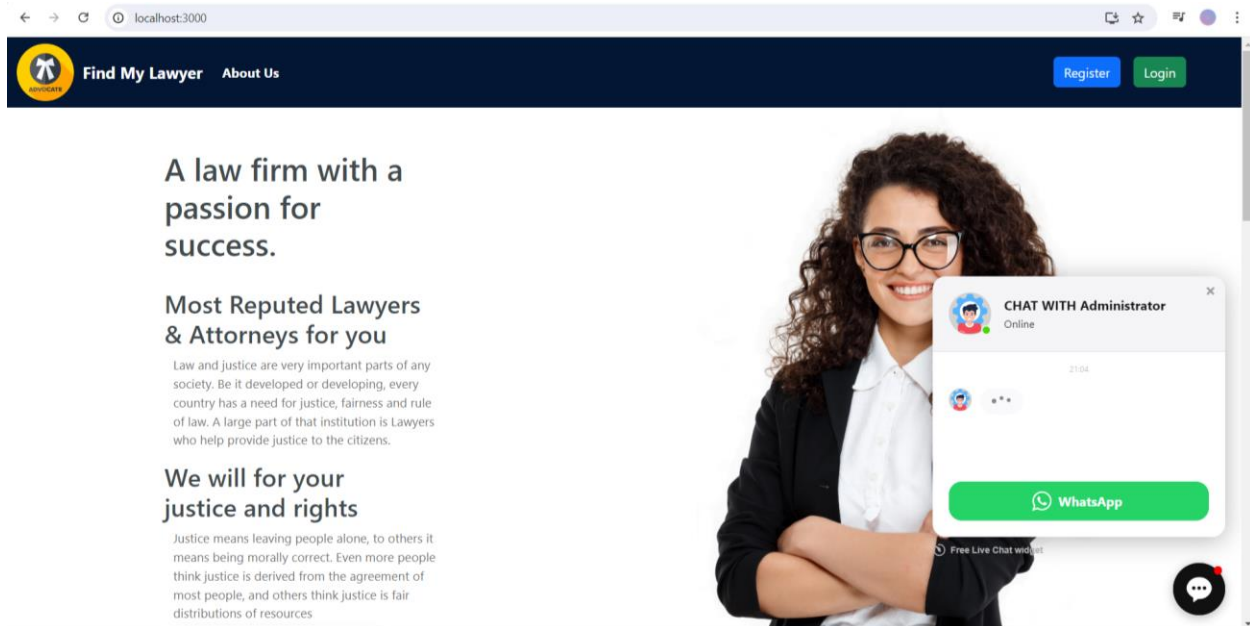 localhost:3000
ADVOCATE
Find My Lawyer
About Us
Register
Login
A law firm with a
passion for
success.
Most Reputed Lawyers
& Attorneys for you
Law and justice are very important parts of any
society. Be it developed or developing, every
country has a need for justice, fairness and rule
of law. A large part of that institution is Lawyers
who help provide justice to the citizens.
We will for your
justice and rights
Justice means leaving people alone, to others it
means being morally correct. Even more people
think justice is derived from the agreement of
most people, and others think justice is fair
distributions of resources
CHAT WITH Administrator
Online
21:04
WhatsApp
Free Live Chat widget